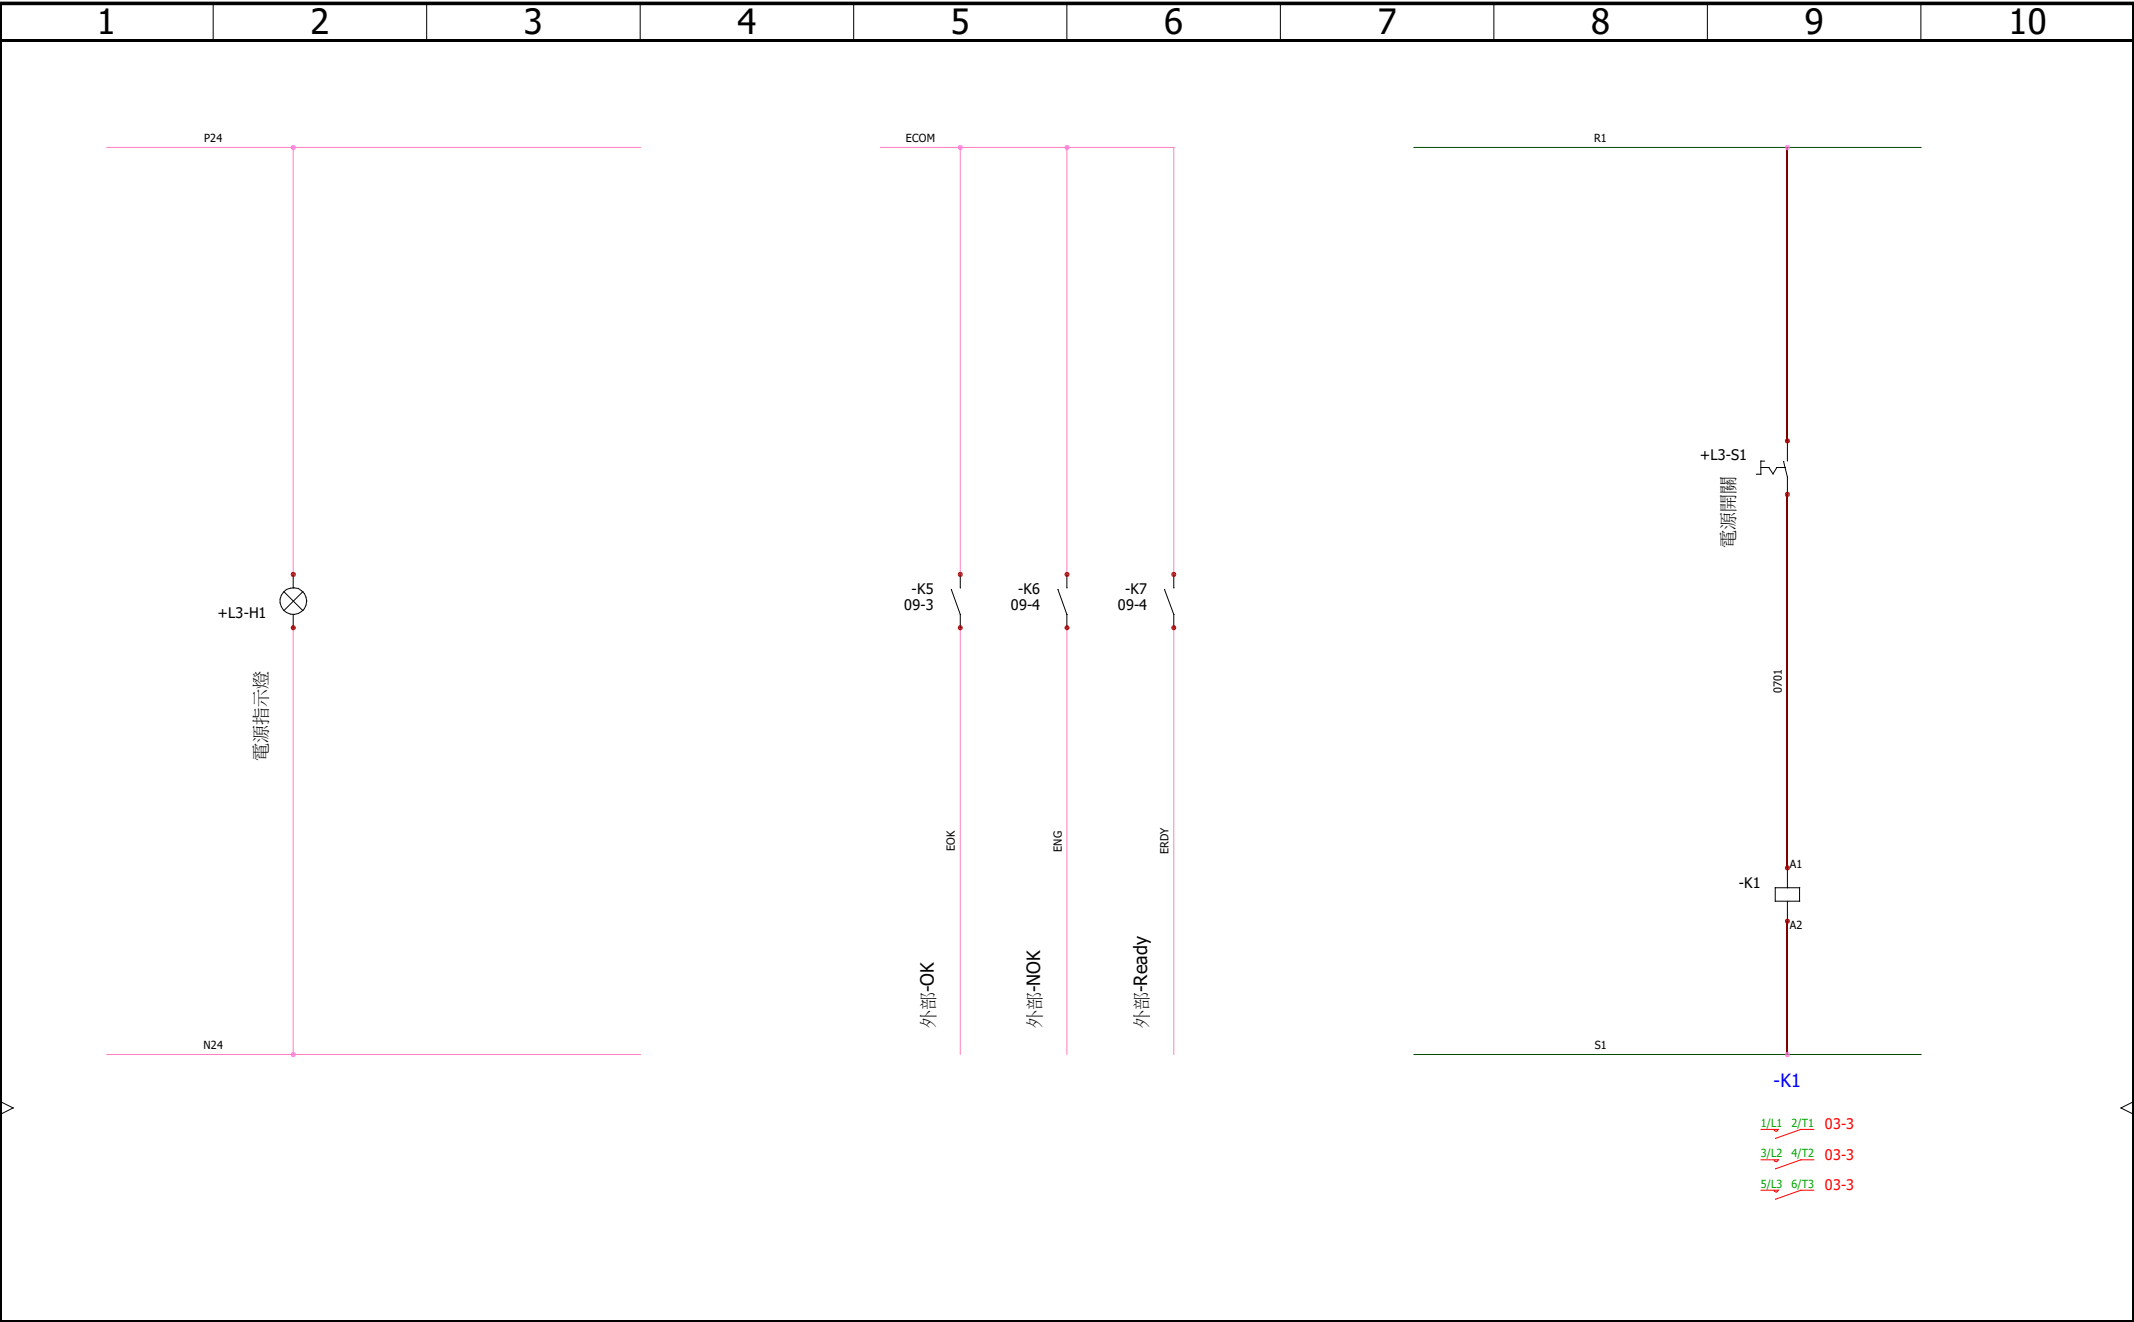 1 2 3 4 5 6 7 8 9 10
P24
ECOM
R1
+L3-S1
電源開關
+L3-H1
電源指示燈
-K5
09-3
-K6
09-4
-K7
09-4
0701
EOK
ENG
ERDY
A1
-K1
A2
外部-OK
外部-NOK
外部-Ready
N24
S1
-K1
1/L1 2/T1 03-3
3/L2 4/T2 03-3
5/L3 6/T3 03-3